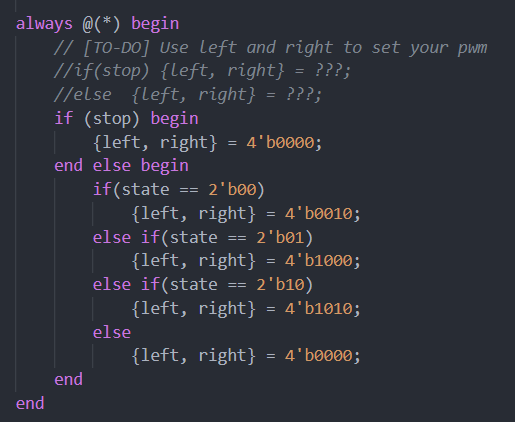 always @(*) begin
    // [TO-DO] Use left and right to set your pwm
    //if(stop) {left, right} = ???;
    //else  {left, right} = ???;
    if (stop) begin
        {left, right} = 4'b0000;
    end else begin
        if(state == 2'b00)
            {left, right} = 4'b0010;
        else if(state == 2'b01)
            {left, right} = 4'b1000;
        else if(state == 2'b10)
            {left, right} = 4'b1010;
        else
            {left, right} = 4'b0000;
    end
end